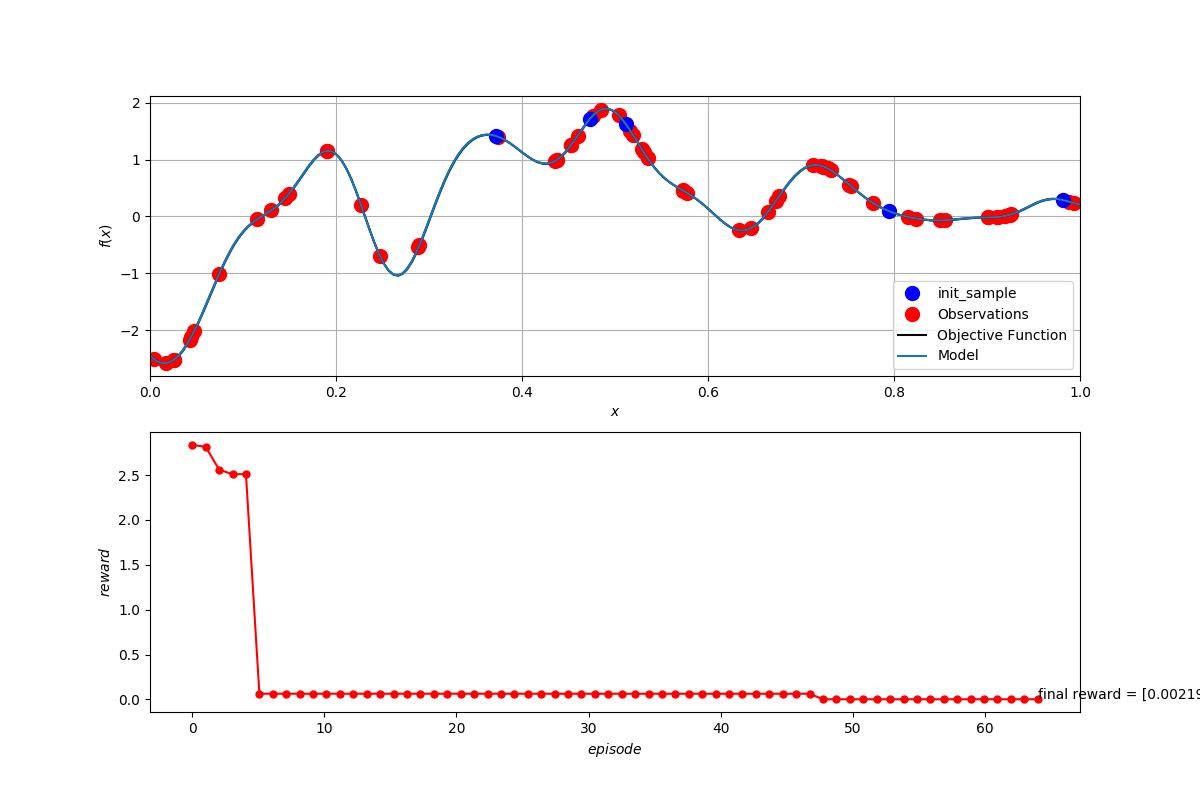 2
1
0
−1
−2
f(x)
init_sample
Observations
Objective Function
Model
0.0 0.2 0.4 0.6 0.8 1.0
x
2.5
2.0
1.5
1.0
0.5
0.0
reward
final reward = [0.00219
0 10 20 30 40 50 60
episode